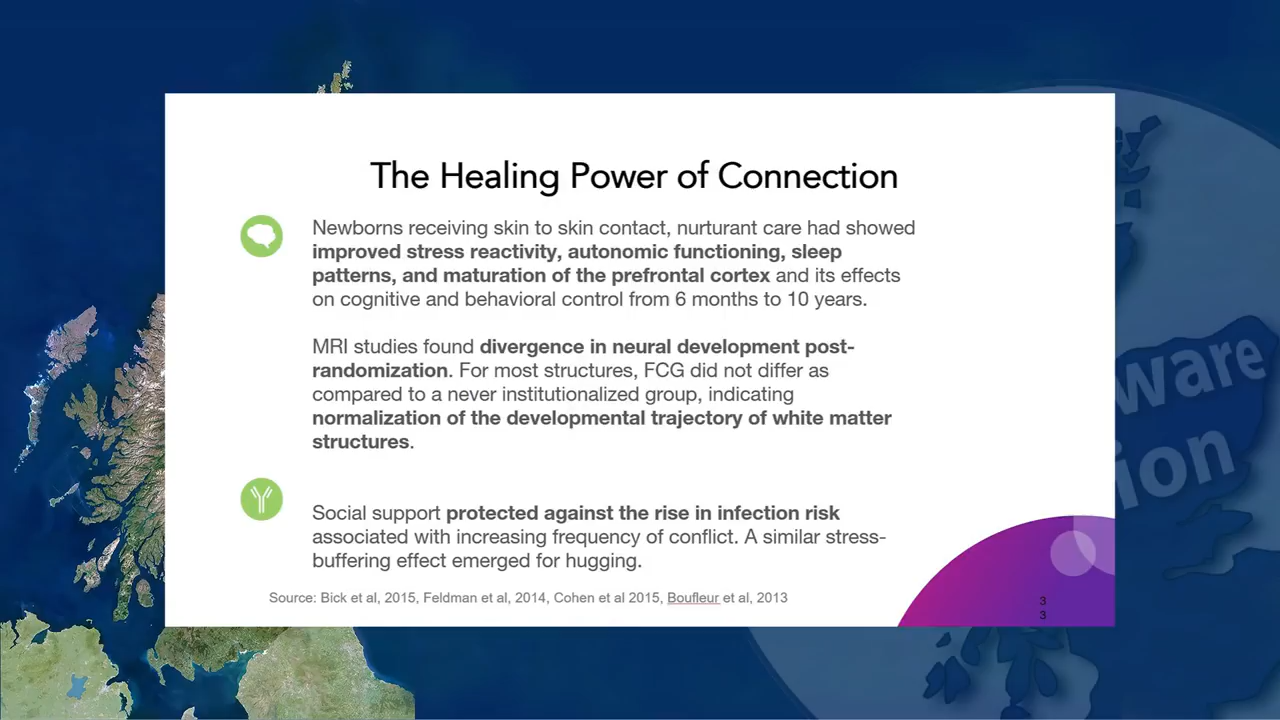 The Healing Power of Connection
Newborns receiving skin to skin contact, nurturant care had showed
improved stress reactivity, autonomic functioning, sleep
patterns, and maturation of the prefrontal cortex and its effects
on cognitive and behavioral control from 6 months to 10 years.
MRI studies found divergence in neural development post-
randomization. For most structures, FCG did not differ as
compared to a never institutionalized group, indicating
normalization of the developmental trajectory of white matter
structures.
Social support protected against the rise in infection risk
associated with increasing frequency of conflict. A similar stress-
buffering effect emerged for hugging.
Source: Bick et al, 2015, Feldman et al, 2014, Cohen et al 2015, Boufleur et al, 2013
3
3
ware
ion